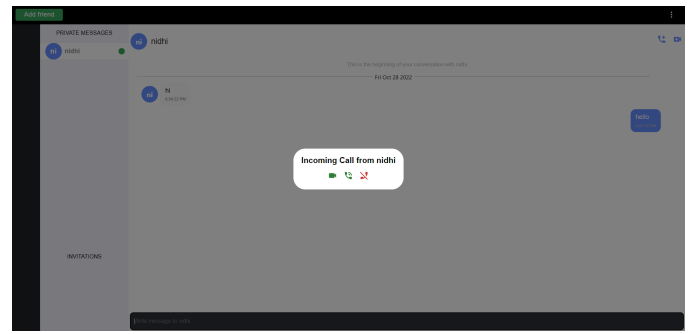 Add friend
PRIVATE MESSAGES
ni nidhi
ni nidhi
This is the beginning of your conversation with nidhi
Fri Oct 28 2022
ni hi
hello
Incoming Call from nidhi
INVITATIONS
Write message to nidhi